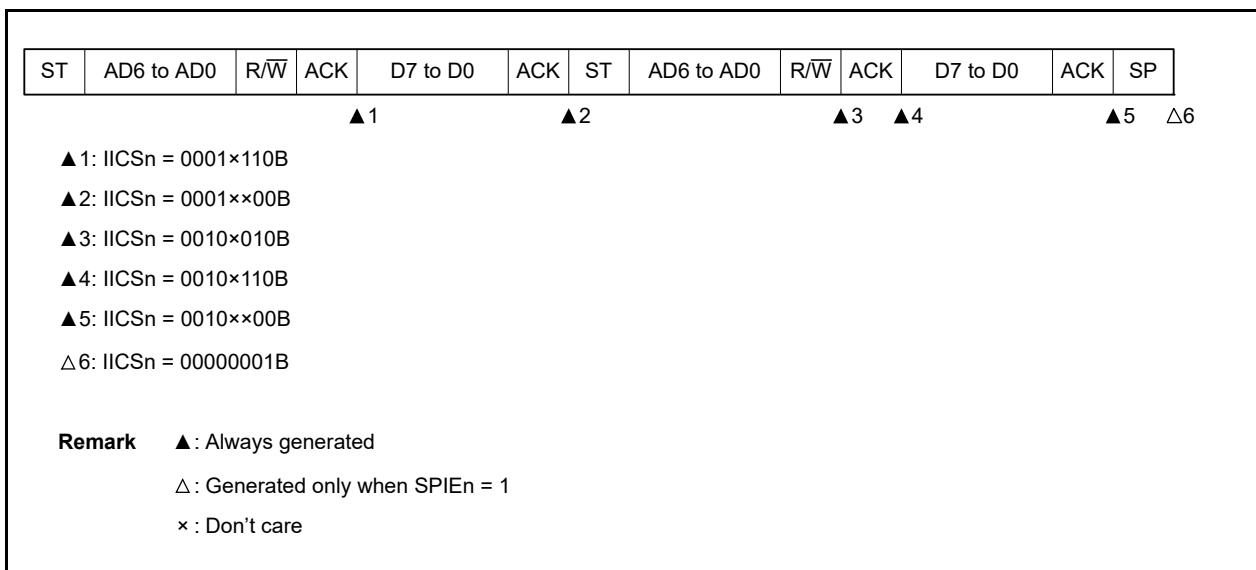 ST AD6 to AD0 R/W̅ ACK D7 to D0 ACK ST AD6 to AD0 R/W̅ ACK D7 to D0 ACK SP
▲1 ▲2 ▲3 ▲4 ▲5 △6
▲1: IICSn = 0001×110B
▲2: IICSn = 0001××00B
▲3: IICSn = 0010×010B
▲4: IICSn = 0010×110B
▲5: IICSn = 0010××00B
△6: IICSn = 00000001B
Remark ▲: Always generated
△: Generated only when SPIEn = 1
×: Don't care